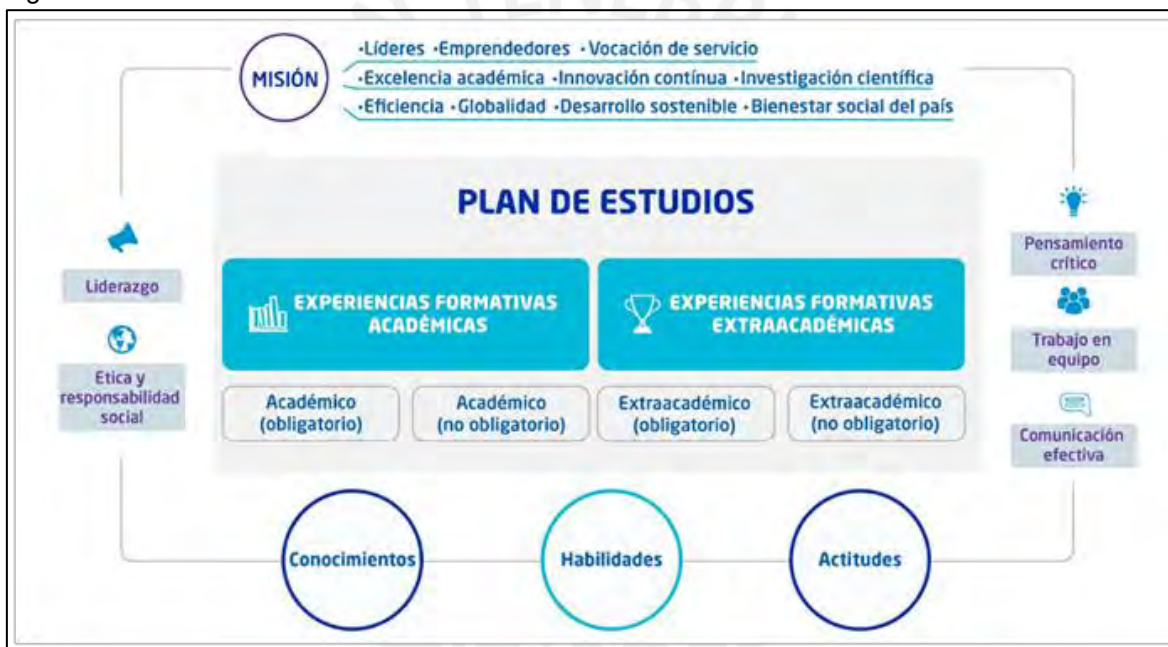 MISIÓN
•Líderes •Emprendedores •Vocación de servicio
•Excelencia académica •Innovación contínua •Investigación científica
•Eficiencia •Globalidad •Desarrollo sostenible •Bienestar social del país
PLAN DE ESTUDIOS
EXPERIENCIAS FORMATIVAS
ACADÉMICAS
EXPERIENCIAS FORMATIVAS
EXTRAACADÉMICAS
Académico
(obligatorio)
Académico
(no obligatorio)
Extraacadémico
(obligatorio)
Extraacadémico
(no obligatorio)
Liderazgo
Etica y
responsabilidad
social
Pensamiento
crítico
Trabajo en
equipo
Comunicación
efectiva
Conocimientos
Habilidades
Actitudes